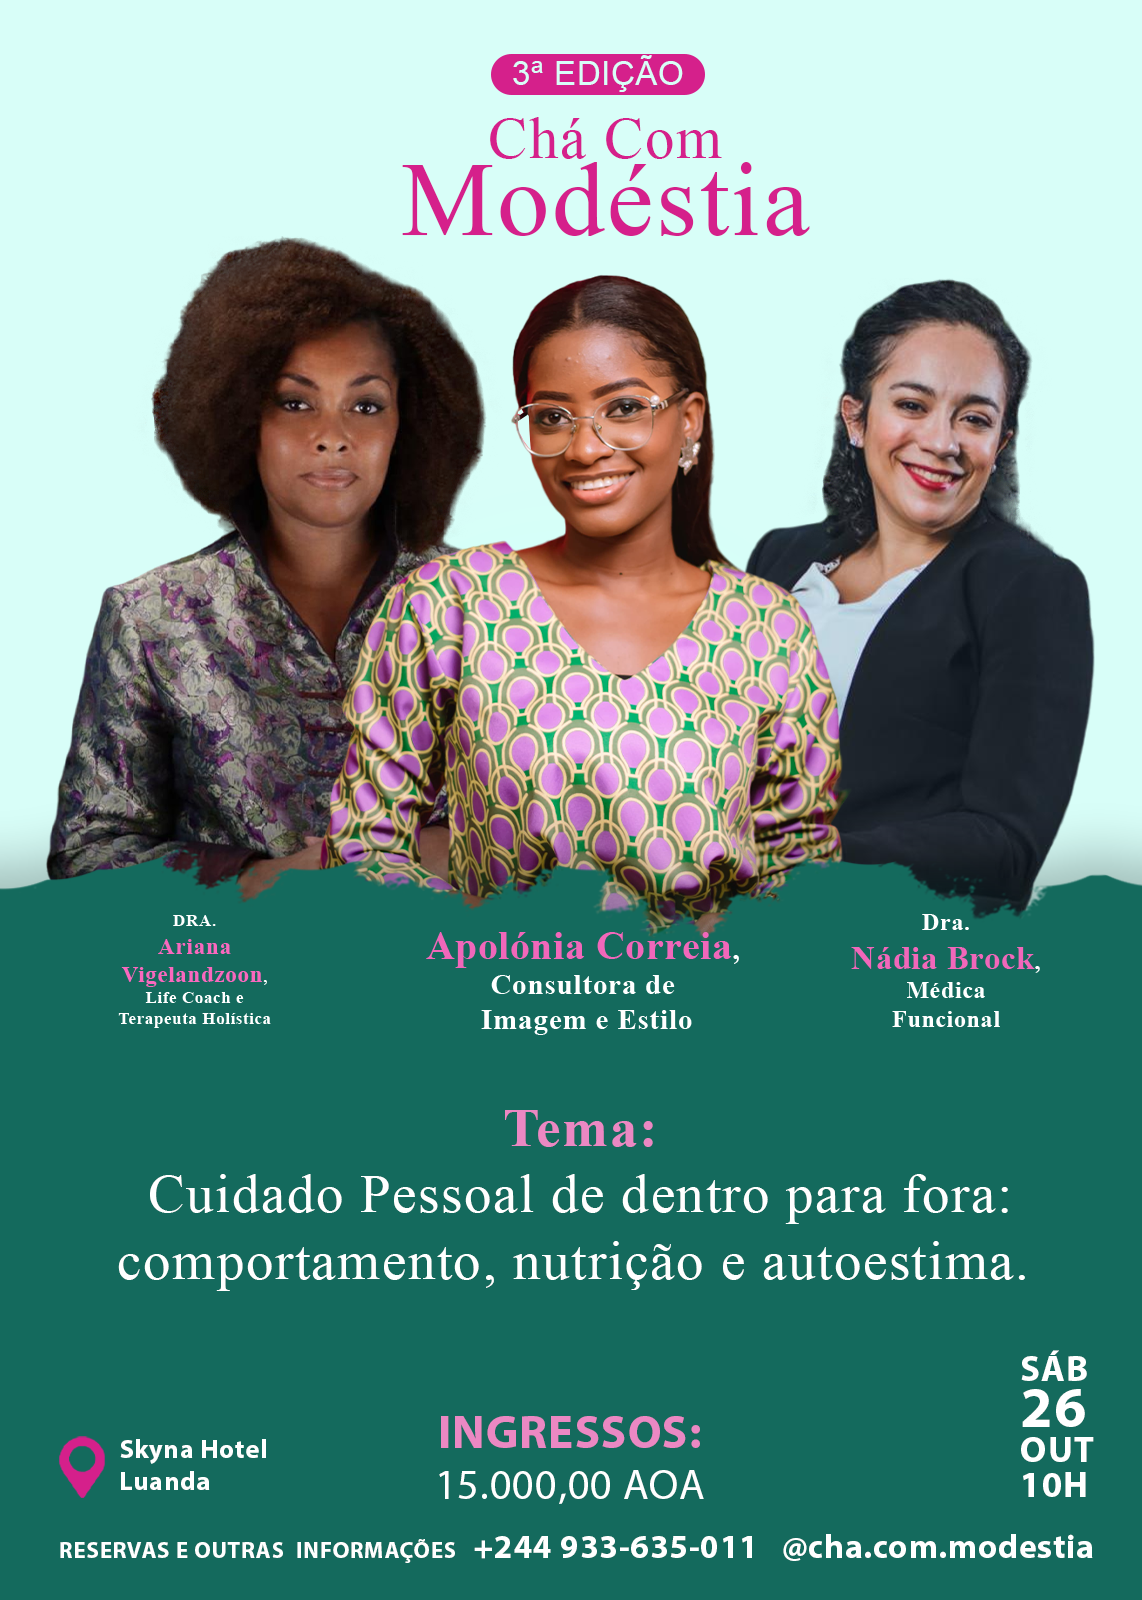 3ª EDIÇÃO
Chá Com
Modéstia
DRA.
Ariana
Vigelandzoon,
Life Coach e
Terapeuta Holística
Apolónia Correia,
Consultora de
Imagem e Estilo
Dra.
Nádia Brock,
Médica
Funcional
Tema:
Cuidado Pessoal de dentro para fora:
comportamento, nutrição e autoestima.
Skyna Hotel
Luanda
INGRESSOS:
15.000,00 AOA
SÁB
26
OUT
10H
RESERVAS E OUTRAS INFORMAÇÕES +244 933-635-011 @cha.com.modestia